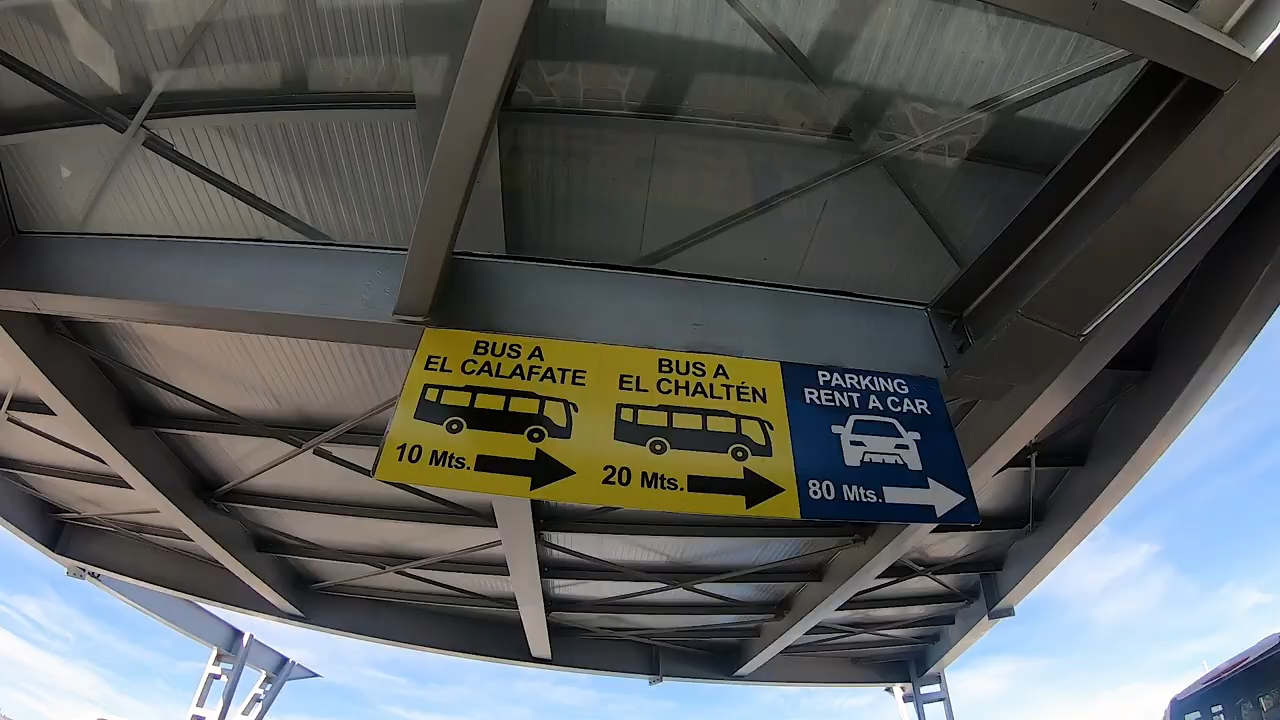 BUS A
EL CALAFATE
10 Mts.
BUS A
EL CHALTÉN
20 Mts.
PARKING
RENT A CAR
80 Mts.